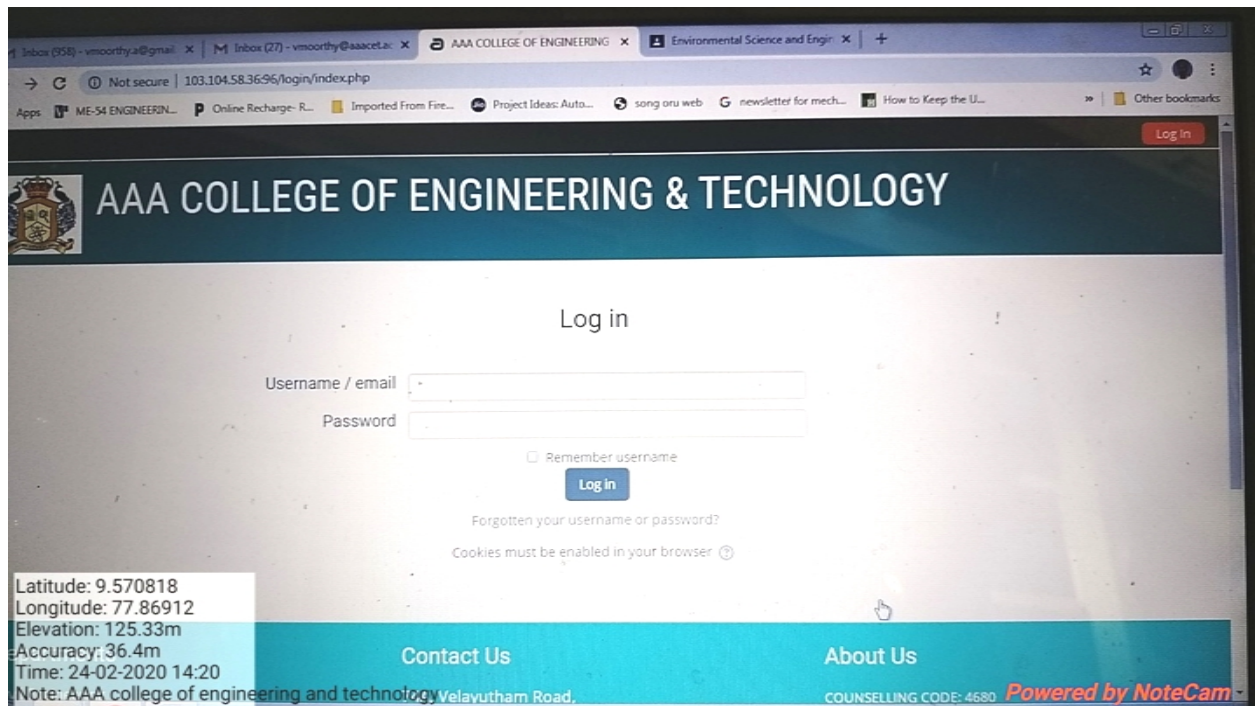 Inbox (958) - vmoorthy.a@gmail
Inbox (27) - vmoorthy@aaacet.ac
AAA COLLEGE OF ENGINEERING
Environmental Science and Engin
Not secure | 103.104.58.36:96/login/index.php
Apps
ME-54 ENGINEERIN...
Online Recharge- R...
Imported From Fire...
Jio
Project Ideas: Auto...
song oru web
newsletter for mech...
How to Keep the U...
»
Other bookmarks
Log In
AAA COLLEGE OF ENGINEERING & TECHNOLOGY
Log in
Username / email
Password
Remember username
Log in
Forgotten your username or password?
Cookies must be enabled in your browser
Latitude: 9.570818
Longitude: 77.86912
Elevation: 125.33m
Accuracy: 36.4m
Time: 24-02-2020 14:20
Note: AAA college of engineering and technology
Contact Us
Velayutham Road,
About Us
COUNSELLING CODE: 4680
Powered by NoteCam